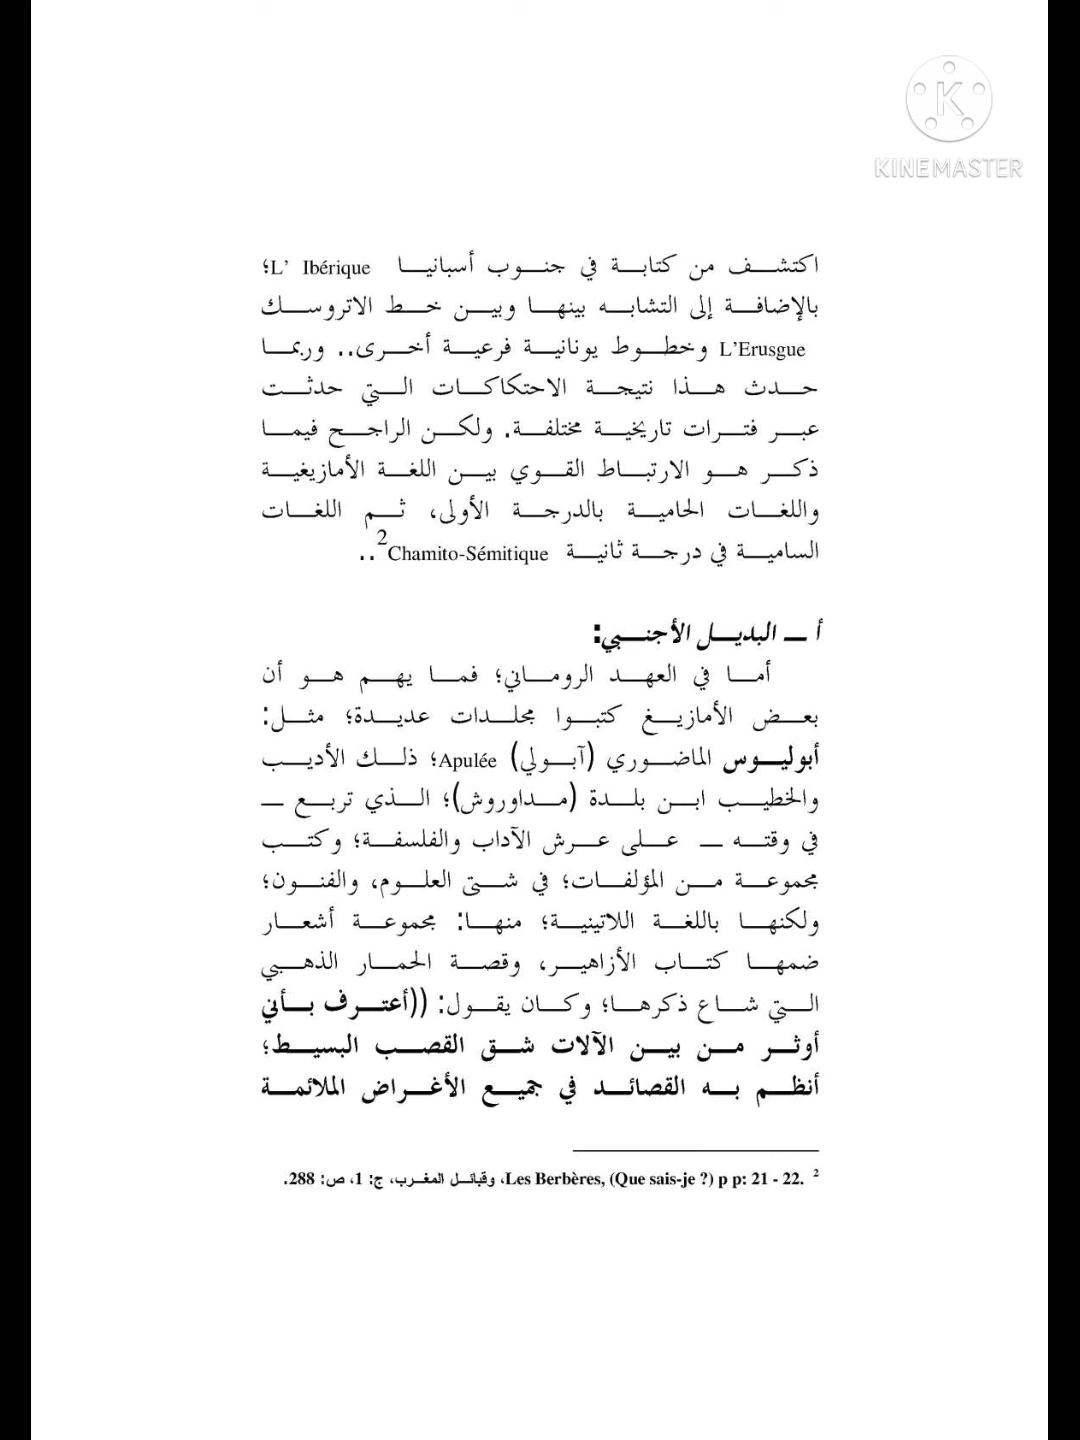 KINEMASTER
اكتشف من كتابة في جنوب أسبانيا L' Ibérique؛
بالإضافة إلى التشابه بينها وبين خط الاتروسك
L'Erusgue وخطوط يونانية فرعية أخرى.. وربما
حدث هذا نتيجة الاحتكاكات التي حدثت
عبر فترات تاريخية مختلفة. ولكن الراجح فيما
ذكر هو الارتباط القوي بين اللغة الأمازيغية
واللغات الحامية بالدرجة الأولى، ثم اللغات
السامية في درجة ثانية Chamito-Sémitique2..
أ – البديل الأجنبي:
أما في العهد الروماني؛ فما يهم هو أن
بعض الأمازيغ كتبوا مجلدات عديدة؛ مثل:
أبوليوس الماضوري (آبولي) Apulée؛ ذلك الأديب
والخطيب ابن بلدة (مداوروش)؛ الذي تربع –
في وقته – على عرش الآداب والفلسفة؛ وكتب
مجموعة من المؤلفات؛ في شتى العلوم، والفنون؛
ولكنها باللغة اللاتينية؛ منها: مجموعة أشعار
ضمها كتاب الأزاهير، وقصة الحمار الذهبي
التي شاع ذكرها؛ وكان يقول: ((أعترف بأني
أوثر من بين الآلات شق القصب البسيط؛
أنظم به القصائد في جميع الأغراض الملائمة
2 Les Berbères, (Que sais-je ?) p p: 21 - 22. ،وقبائل المغرب، ج: 1، ص: 288.